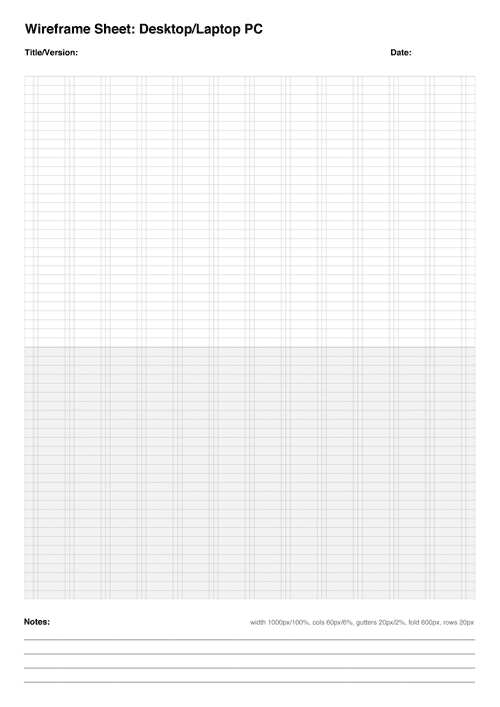 Wireframe Sheet: Desktop/Laptop PC
Title/Version: Date:
Notes: width 1000px/100%, cols 60px/6%, gutters 20px/2%, fold 600px, rows 20px